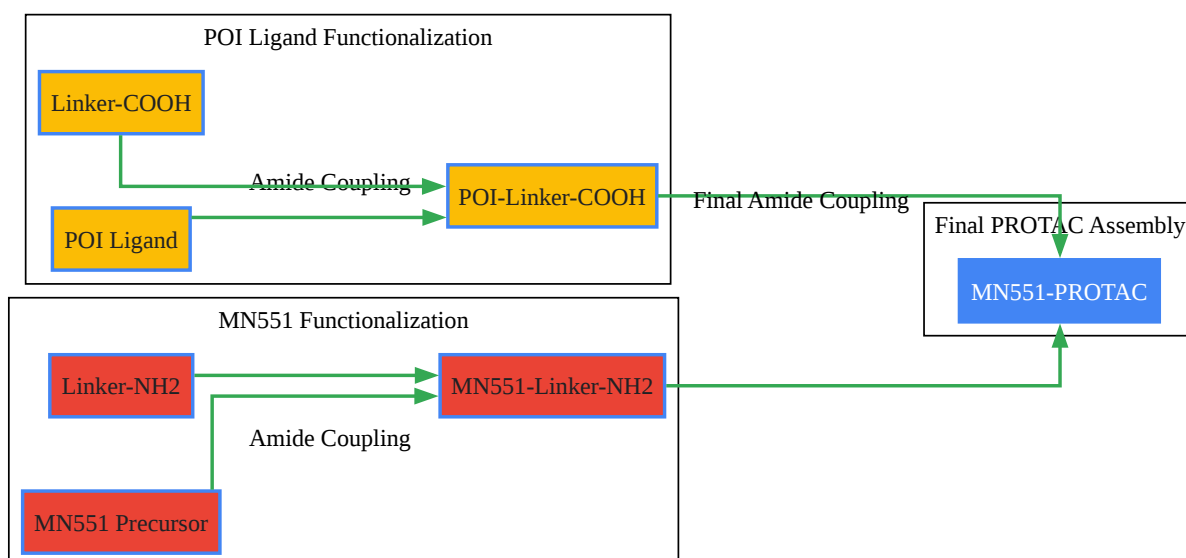 POI Ligand Functionalization
Linker-COOH
Amide Coupling
POI-Linker-COOH
POI Ligand
Final Amide Coupling
Final PROTAC Assembly
MN551-PROTAC
MN551 Functionalization
Linker-NH2
MN551-Linker-NH2
Amide Coupling
MN551 Precursor